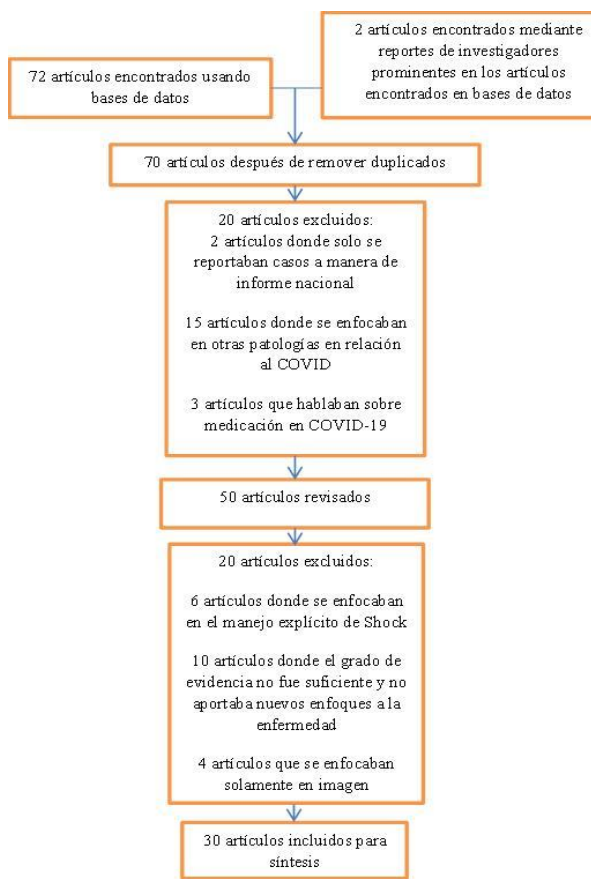 2 artículos encontrados mediante
reportes de investigadores
prominentes en los artículos
encontrados en bases de datos
72 artículos encontrados usando
bases de datos
70 artículos después de remover duplicados
20 artículos excluidos:
2 artículos donde solo se
reportaban casos a manera de
informe nacional
15 artículos donde se enfocaban
en otras patologías en relación
al COVID
3 artículos que hablaban sobre
medicación en COVID-19
50 artículos revisados
20 artículos excluidos:
6 artículos donde se enfocaban
en el manejo explícito de Shock
10 artículos donde el grado de
evidencia no fue suficiente y no
aportaba nuevos enfoques a la
enfermedad
4 artículos que se enfocaban
solamente en imagen
30 artículos incluidos para
síntesis